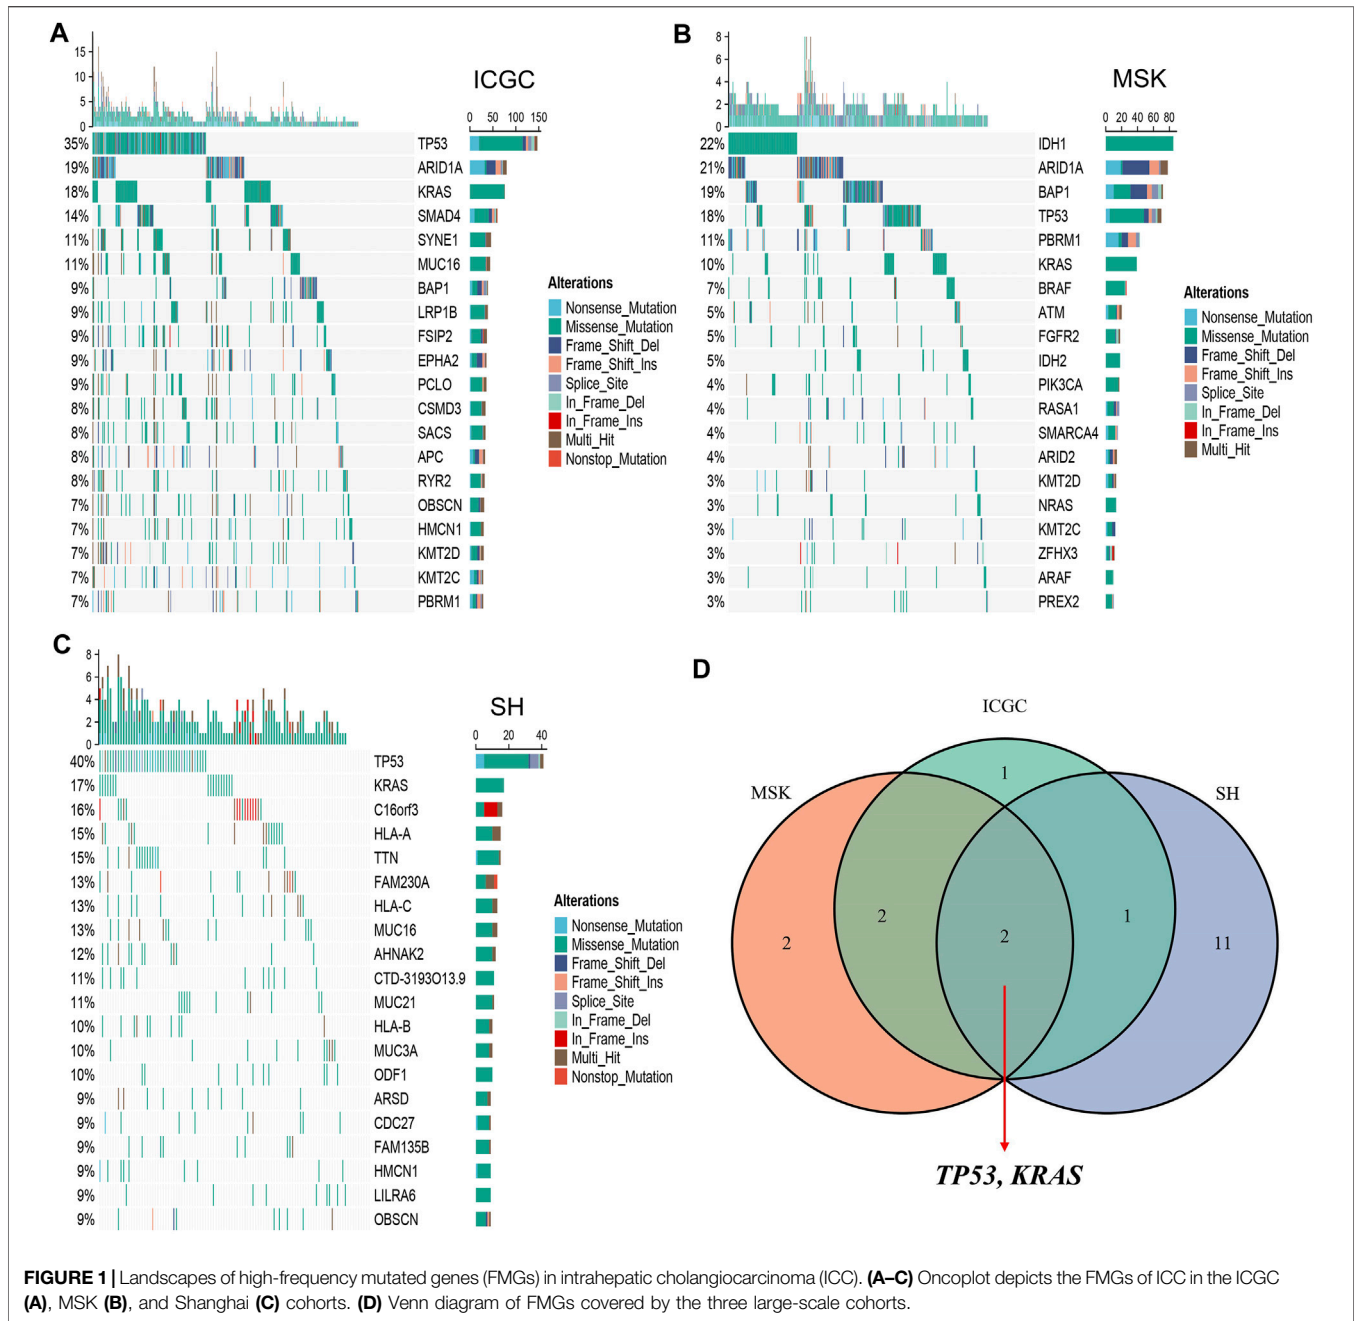 A
ICGC
15
10
5
0
0 50 100 150
35% TP53
19% ARID1A
18% KRAS
14% SMAD4
11% SYNE1
11% MUC16
9% BAP1
9% LRP1B
9% FSIP2
9% EPHA2
9% PCLO
8% CSMD3
8% SACS
8% APC
8% RYR2
7% OBSCN
7% HMCN1
7% KMT2D
7% KMT2C
7% PBRM1
Alterations
Nonsense_Mutation
Missense_Mutation
Frame_Shift_Del
Frame_Shift_Ins
Splice_Site
In_Frame_Del
In_Frame_Ins
Multi_Hit
Nonstop_Mutation
B
MSK
8
6
4
2
0
0 20 40 60 80
22% IDH1
21% ARID1A
19% BAP1
18% TP53
11% PBRM1
10% KRAS
7% BRAF
5% ATM
5% FGFR2
5% IDH2
4% PIK3CA
4% RASA1
4% SMARCA4
4% ARID2
3% KMT2D
3% NRAS
3% KMT2C
3% ZFHX3
3% ARAF
3% PREX2
Alterations
Nonsense_Mutation
Missense_Mutation
Frame_Shift_Del
Frame_Shift_Ins
Splice_Site
In_Frame_Del
In_Frame_Ins
Multi_Hit
C
SH
8
6
4
2
0
0 20 40
40% TP53
17% KRAS
16% C16orf3
15% HLA-A
15% TTN
13% FAM230A
13% HLA-C
13% MUC16
12% AHNAK2
11% CTD-3193O13.9
11% MUC21
10% HLA-B
10% MUC3A
10% ODF1
9% ARSD
9% CDC27
9% FAM135B
9% HMCN1
9% LILRA6
9% OBSCN
Alterations
Nonsense_Mutation
Missense_Mutation
Frame_Shift_Del
Frame_Shift_Ins
Splice_Site
In_Frame_Del
In_Frame_Ins
Multi_Hit
Nonstop_Mutation
D
ICGC
MSK
SH
1
2
1
2
2
11
TP53, KRAS
FIGURE 1 | Landscapes of high-frequency mutated genes (FMGs) in intrahepatic cholangiocarcinoma (ICC). (A–C) Oncoplot depicts the FMGs of ICC in the ICGC
(A), MSK (B), and Shanghai (C) cohorts. (D) Venn diagram of FMGs covered by the three large-scale cohorts.